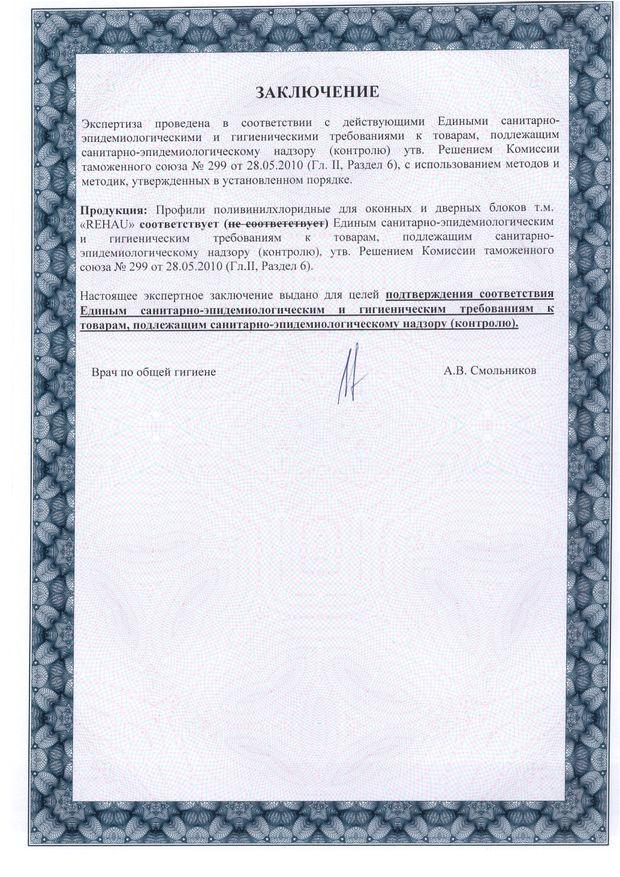 ЗАКЛЮЧЕНИЕ
Экспертиза проведена в соответствии с действующими Едиными санитарно-
эпидемиологическими и гигиеническими требованиями к товарам, подлежащим
санитарно-эпидемиологическому надзору (контролю) утв. Решением Комиссии
таможенного союза № 299 от 28.05.2010 (Гл. II, Раздел 6), с использованием методов и
методик, утвержденных в установленном порядке.
Продукция: Профили поливинилхлоридные для оконных и дверных блоков т.м.
«REHAU» соответствует (не соответствует) Единым санитарно-эпидемиологическим
и гигиеническим требованиям к товарам, подлежащим санитарно-
эпидемиологическому надзору (контролю), утв. Решением Комиссии таможенного
союза № 299 от 28.05.2010 (Гл.II, Раздел 6).
Настоящее экспертное заключение выдано для целей подтверждения соответствия
Единым санитарно-эпидемиологическим и гигиеническим требованиям к
товарам, подлежащим санитарно-эпидемиологическому надзору (контролю).
Врач по общей гигиене А.В. Смольников